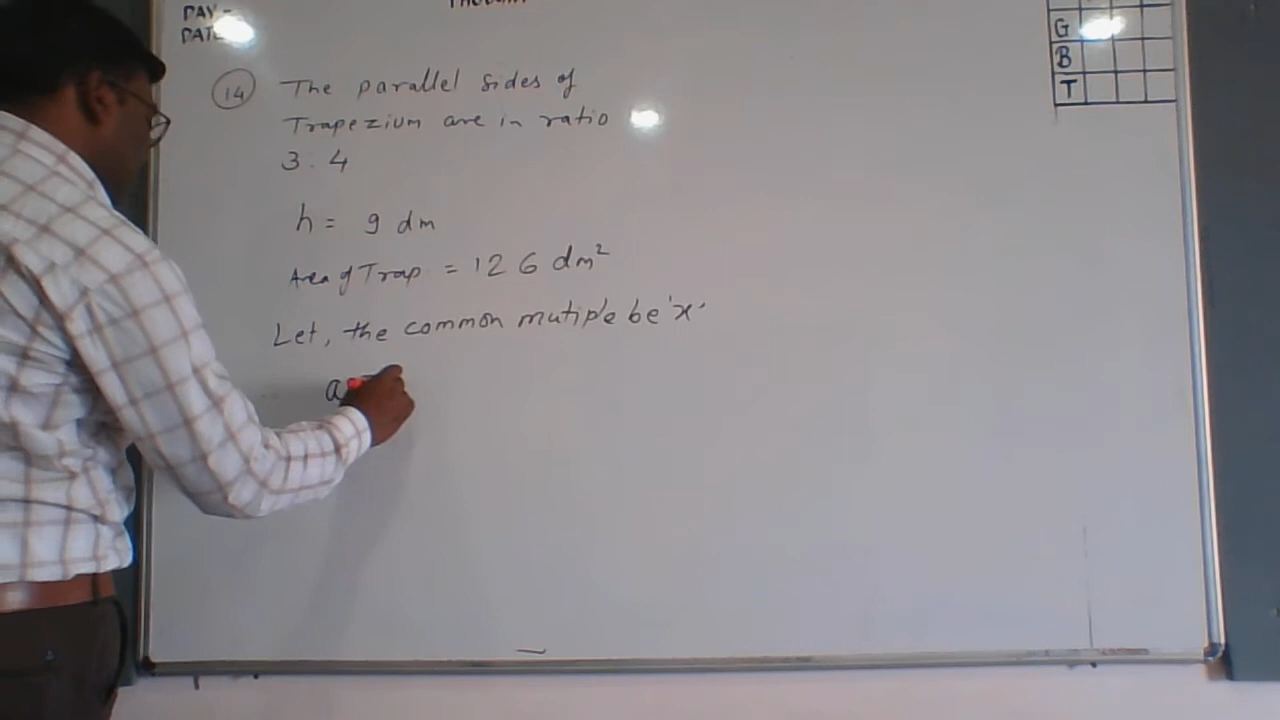 DAY -
G
B
T
14 The parallel sides of
Trapezium are in ratio
3 . 4
h = 9 dm
Area of Trap = 126 dm²
Let, the common mutiple be 'x'
a